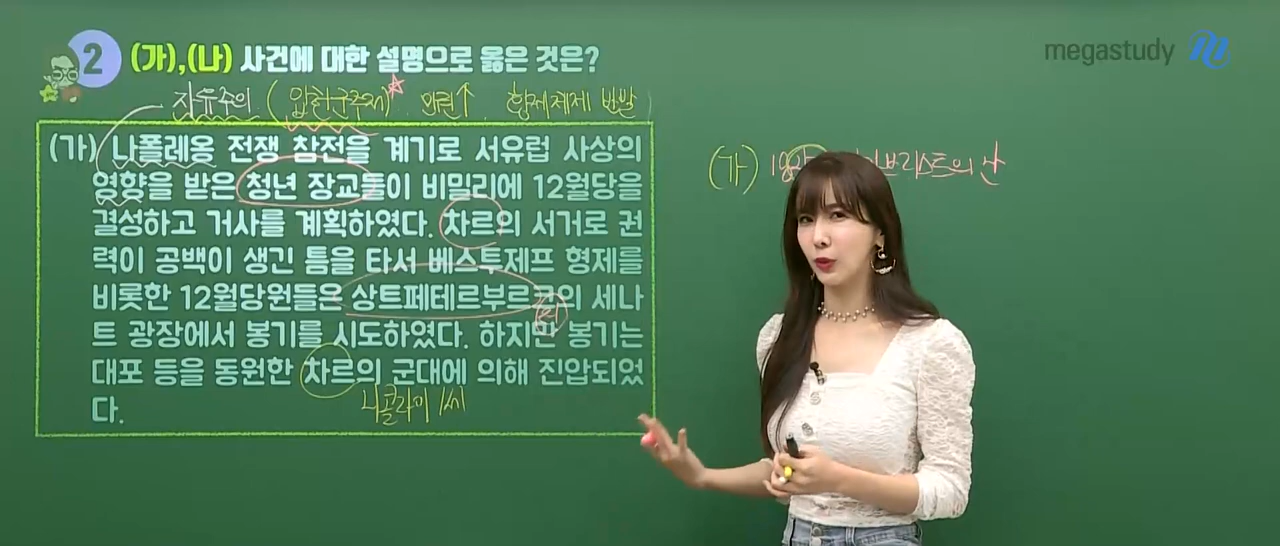 megastudy
2 (가),(나) 사건에 대한 설명으로 옳은 것은?
자유주의 (입헌군주제) 의련↑ 황제체제 반발
(가) 나폴레옹 전쟁 참전을 계기로 서유럽 사상의
영향을 받은 청년 장교들이 비밀리에 12월당을
결성하고 거사를 계획하였다. 차르의 서거로 권
력이 공백이 생긴 틈을 타서 베스투제프 형제를
비롯한 12월당원들은 상트페테르부르크의 세나
트 광장에서 봉기를 시도하였다. 하지만 봉기는
대포 등을 동원한 차르의 군대에 의해 진압되었
다.
니콜라이 1세
(가) 브리스트의 난